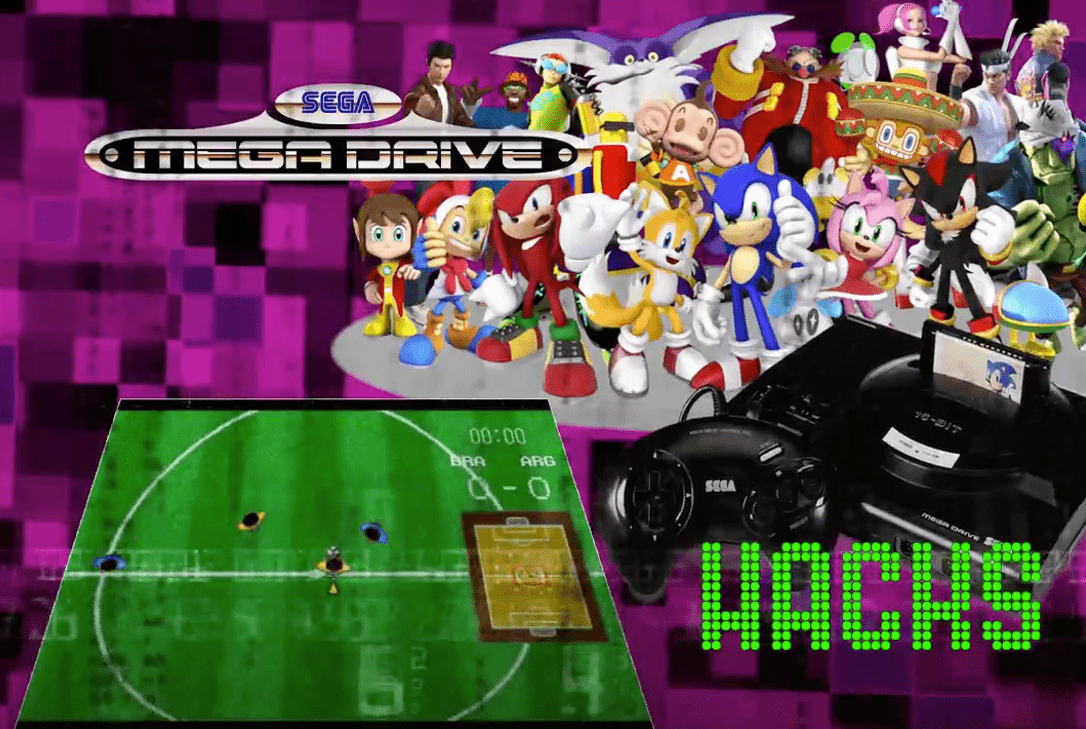 SEGA
MEGA DRIVE
A
00:00
BRA ARG
0 - 0
16-BIT
SEGA
MEGA DRIVE
HACKS